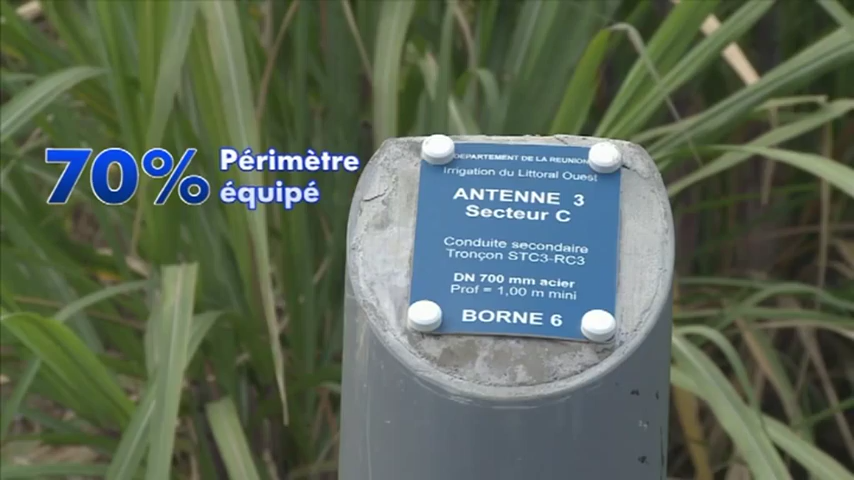 70% Périmètre
équipé
DEPARTEMENT DE LA REUNION
Irrigation du Littoral Ouest
ANTENNE 3
Secteur C
Conduite secondaire
Tronçon STC3-RC3
DN 700 mm acier
Prof = 1,00 m mini
BORNE 6